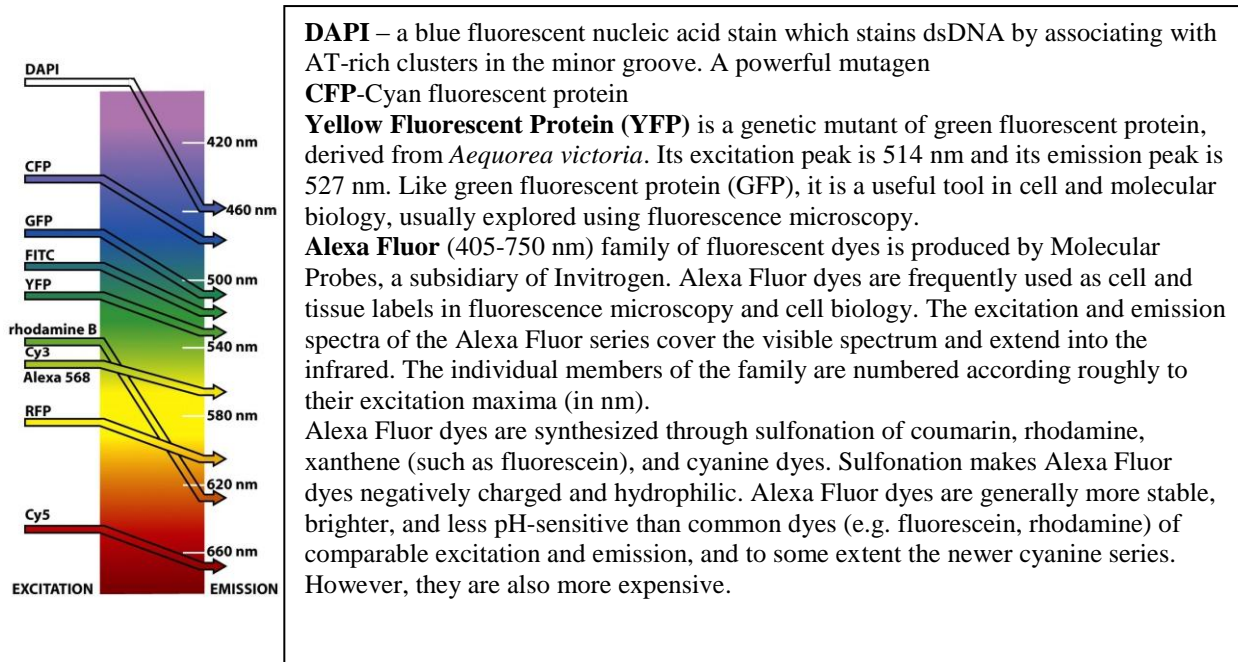 DAPI
CFP
GFP
FITC
YFP
rhodamine B
Cy3
Alexa 568
RFP
Cy5
EXCITATION
420 nm
460 nm
500 nm
540 nm
580 nm
620 nm
660 nm
EMISSION
DAPI – a blue fluorescent nucleic acid stain which stains dsDNA by associating with
AT-rich clusters in the minor groove. A powerful mutagen
CFP-Cyan fluorescent protein
Yellow Fluorescent Protein (YFP) is a genetic mutant of green fluorescent protein,
derived from Aequorea victoria. Its excitation peak is 514 nm and its emission peak is
527 nm. Like green fluorescent protein (GFP), it is a useful tool in cell and molecular
biology, usually explored using fluorescence microscopy.
Alexa Fluor (405-750 nm) family of fluorescent dyes is produced by Molecular
Probes, a subsidiary of Invitrogen. Alexa Fluor dyes are frequently used as cell and
tissue labels in fluorescence microscopy and cell biology. The excitation and emission
spectra of the Alexa Fluor series cover the visible spectrum and extend into the
infrared. The individual members of the family are numbered according roughly to
their excitation maxima (in nm).
Alexa Fluor dyes are synthesized through sulfonation of coumarin, rhodamine,
xanthene (such as fluorescein), and cyanine dyes. Sulfonation makes Alexa Fluor
dyes negatively charged and hydrophilic. Alexa Fluor dyes are generally more stable,
brighter, and less pH-sensitive than common dyes (e.g. fluorescein, rhodamine) of
comparable excitation and emission, and to some extent the newer cyanine series.
However, they are also more expensive.